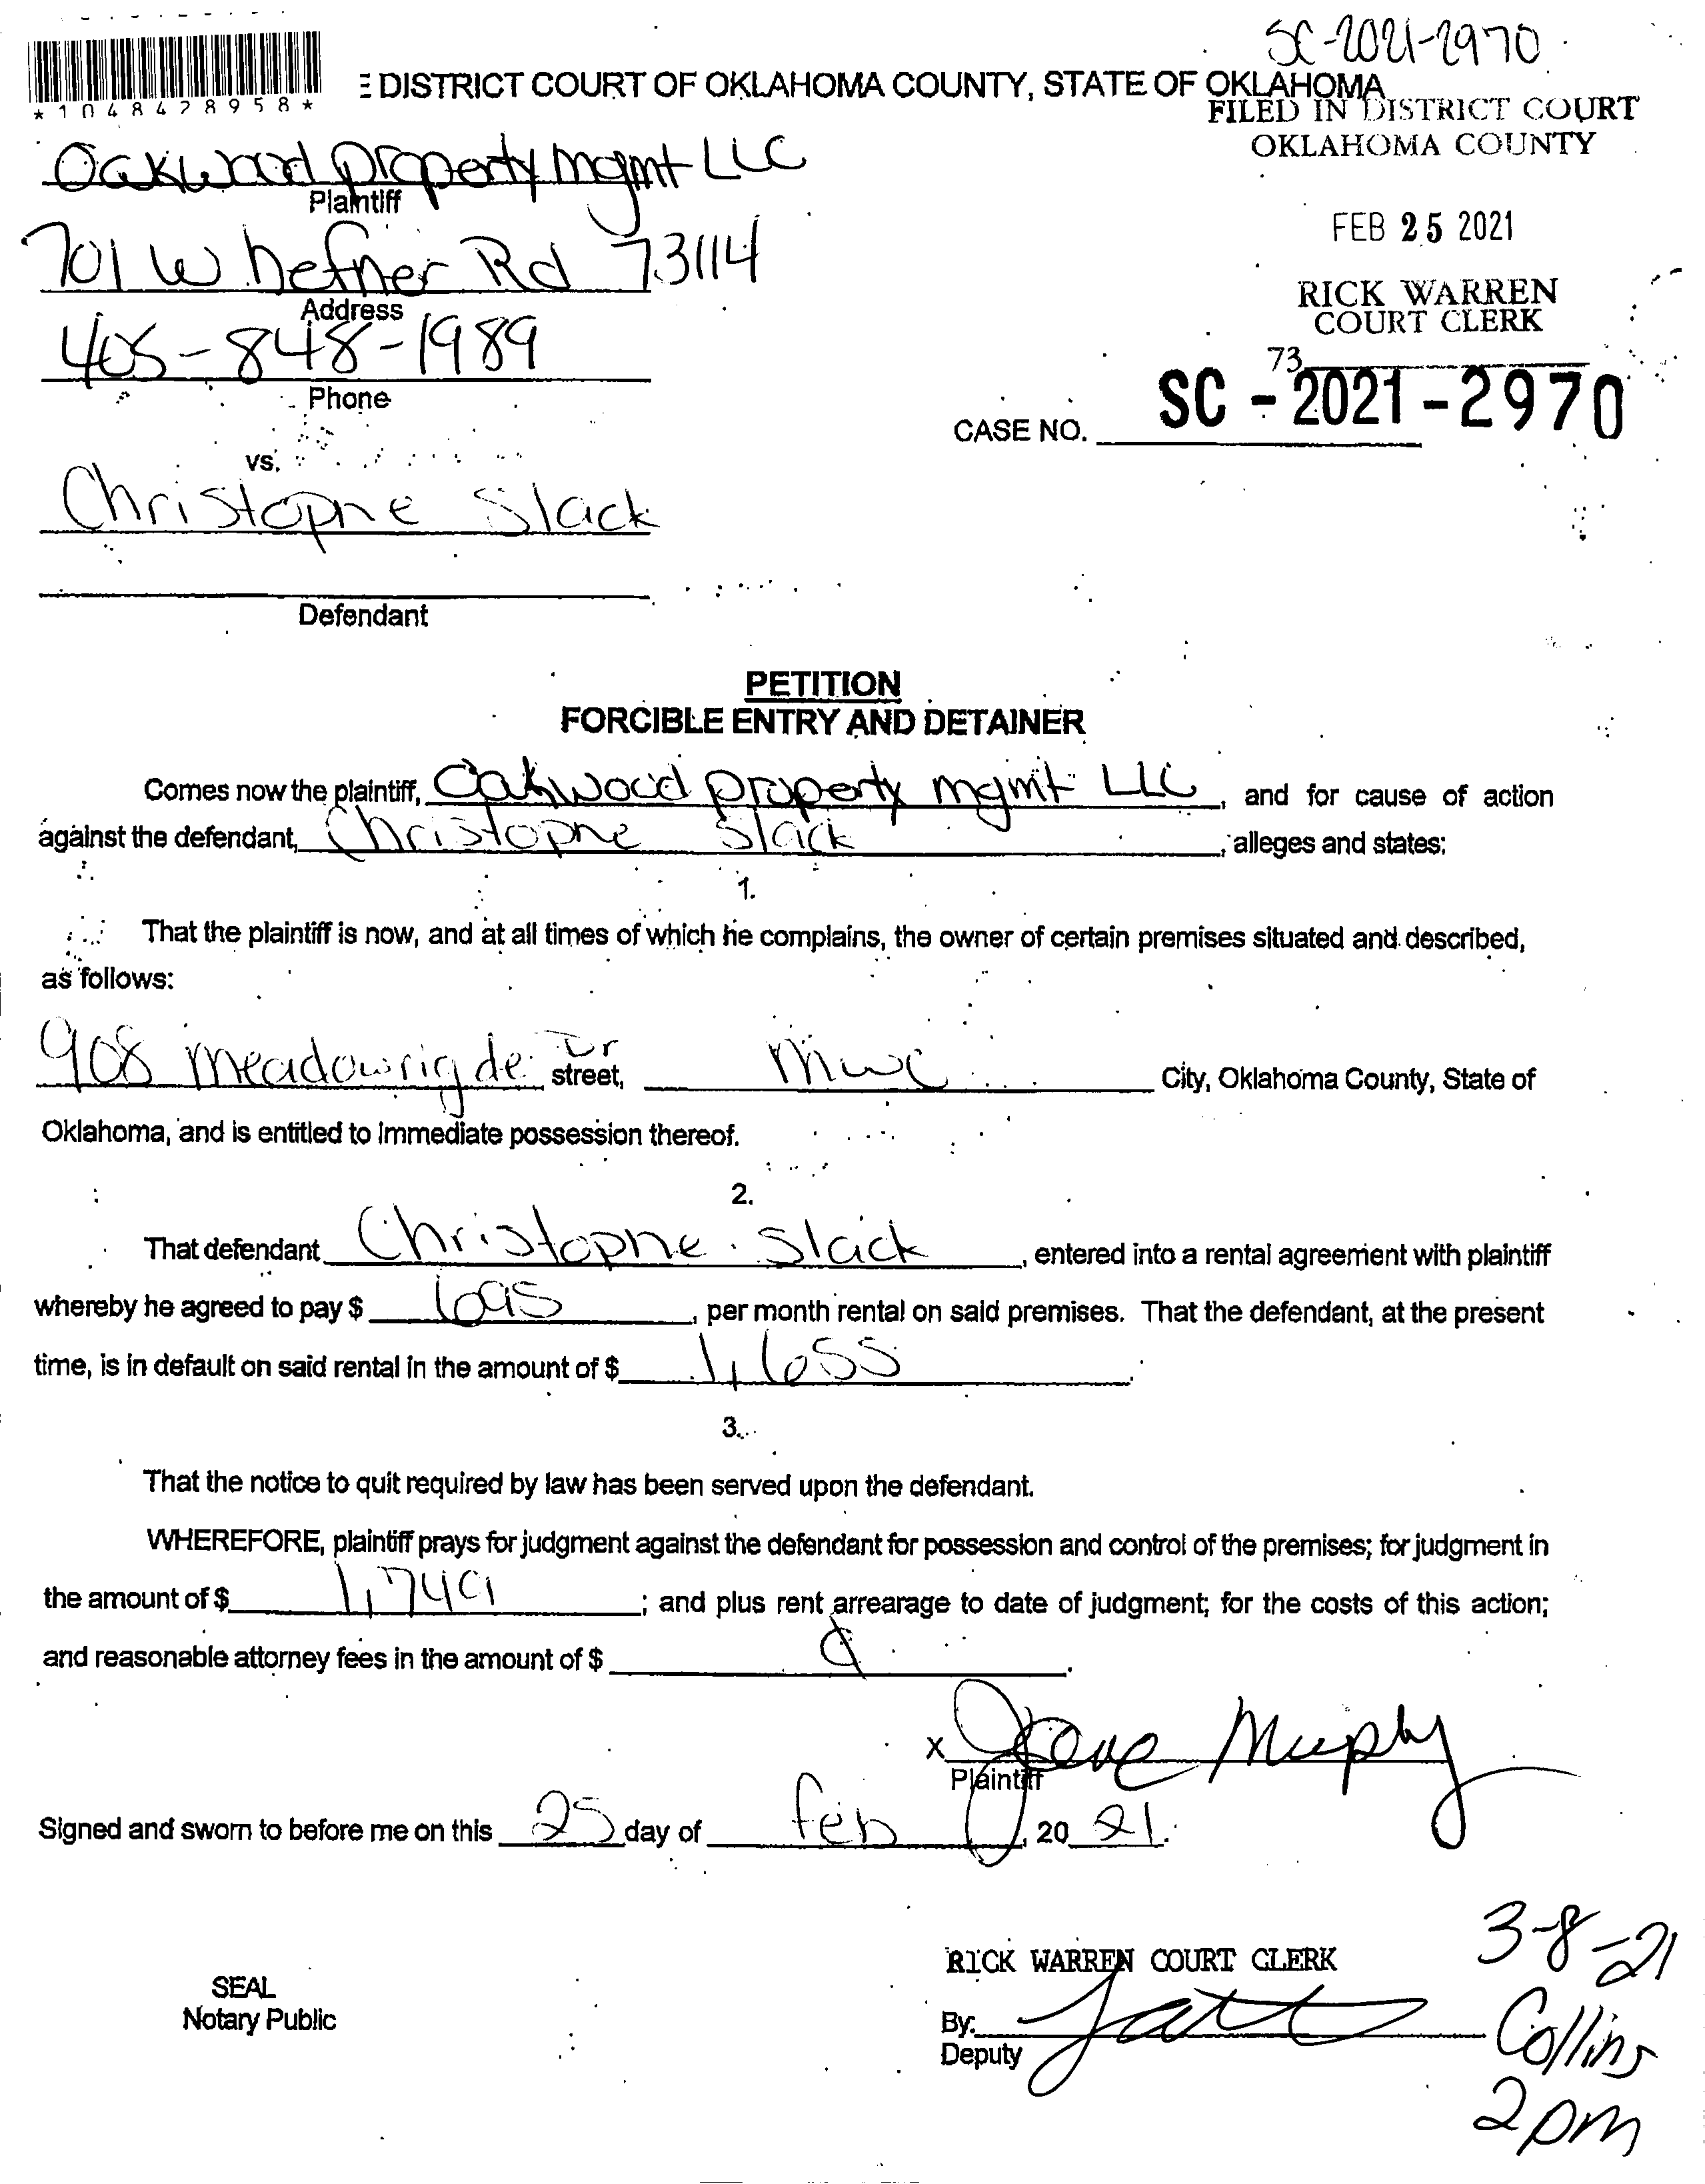 SC-2021-2970
*1048428958*
E DISTRICT COURT OF OKLAHOMA COUNTY, STATE OF OKLAHOMA
FILED IN DISTRICT COURT
OKLAHOMA COUNTY
Oakwood property mgmt LLC
Plaintiff
FEB 25 2021
701 W hefner Rd 73114
Address
RICK WARREN
COURT CLERK
405-848-1989
Phone
73
CASE NO. SC-2021-2970
vs.
Christophe Slack
Defendant
PETITION
FORCIBLE ENTRY AND DETAINER
Comes now the plaintiff, Oakwood property mgmt LLC, and for cause of action
against the defendant, Christophe Slack, alleges and states:
1.
That the plaintiff is now, and at all times of which he complains, the owner of certain premises situated and described,
as follows:
908 meadowrigde Dr street, mwc City, Oklahoma County, State of
Oklahoma, and is entitled to immediate possession thereof.
2.
That defendant Christophe Slack, entered into a rental agreement with plaintiff
whereby he agreed to pay $ 695, per month rental on said premises. That the defendant, at the present
time, is in default on said rental in the amount of $ 1,655.
3.
That the notice to quit required by law has been served upon the defendant.
WHEREFORE, plaintiff prays for judgment against the defendant for possession and control of the premises; for judgment in
the amount of $ 1,749; and plus rent arrearage to date of judgment; for the costs of this action;
and reasonable attorney fees in the amount of $
X Murphy
Plaintiff
Signed and sworn to before me on this 25 day of feb, 20 21.
RICK WARREN COURT CLERK
3-8-21
SEAL
Notary Public
By:
Deputy
Collins
2pm